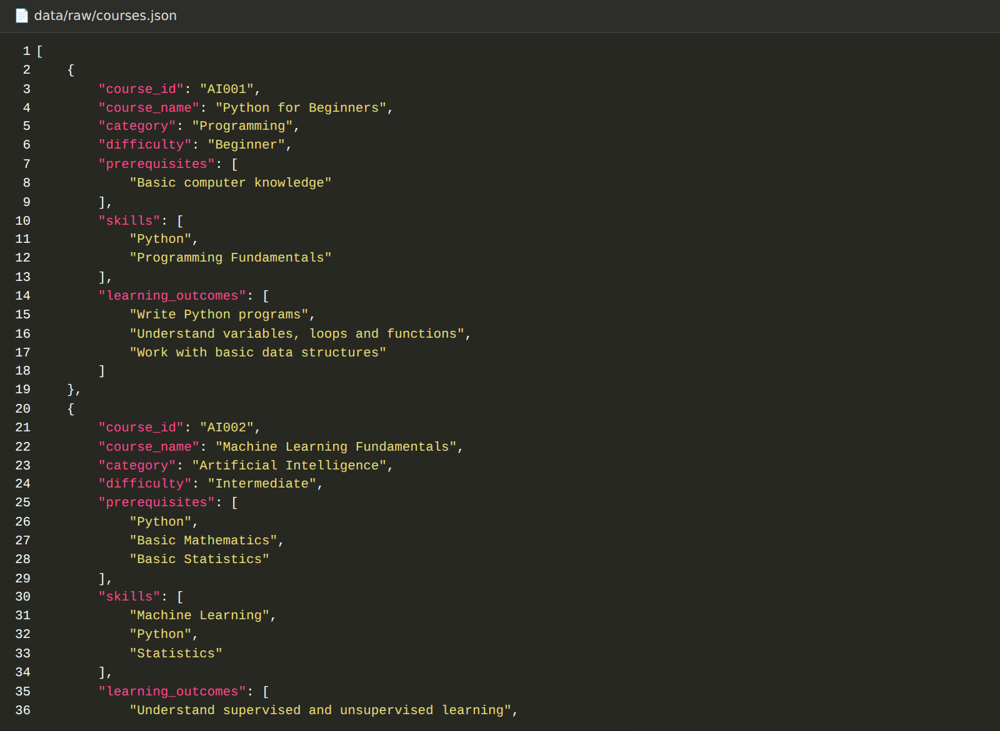 📄 data/raw/courses.json
1 [
2     {
3         "course_id": "AI001",
4         "course_name": "Python for Beginners",
5         "category": "Programming",
6         "difficulty": "Beginner",
7         "prerequisites": [
8             "Basic computer knowledge"
9         ],
10         "skills": [
11             "Python",
12             "Programming Fundamentals"
13         ],
14         "learning_outcomes": [
15             "Write Python programs",
16             "Understand variables, loops and functions",
17             "Work with basic data structures"
18         ]
19     },
20     {
21         "course_id": "AI002",
22         "course_name": "Machine Learning Fundamentals",
23         "category": "Artificial Intelligence",
24         "difficulty": "Intermediate",
25         "prerequisites": [
26             "Python",
27             "Basic Mathematics",
28             "Basic Statistics"
29         ],
30         "skills": [
31             "Machine Learning",
32             "Python",
33             "Statistics"
34         ],
35         "learning_outcomes": [
36             "Understand supervised and unsupervised learning",